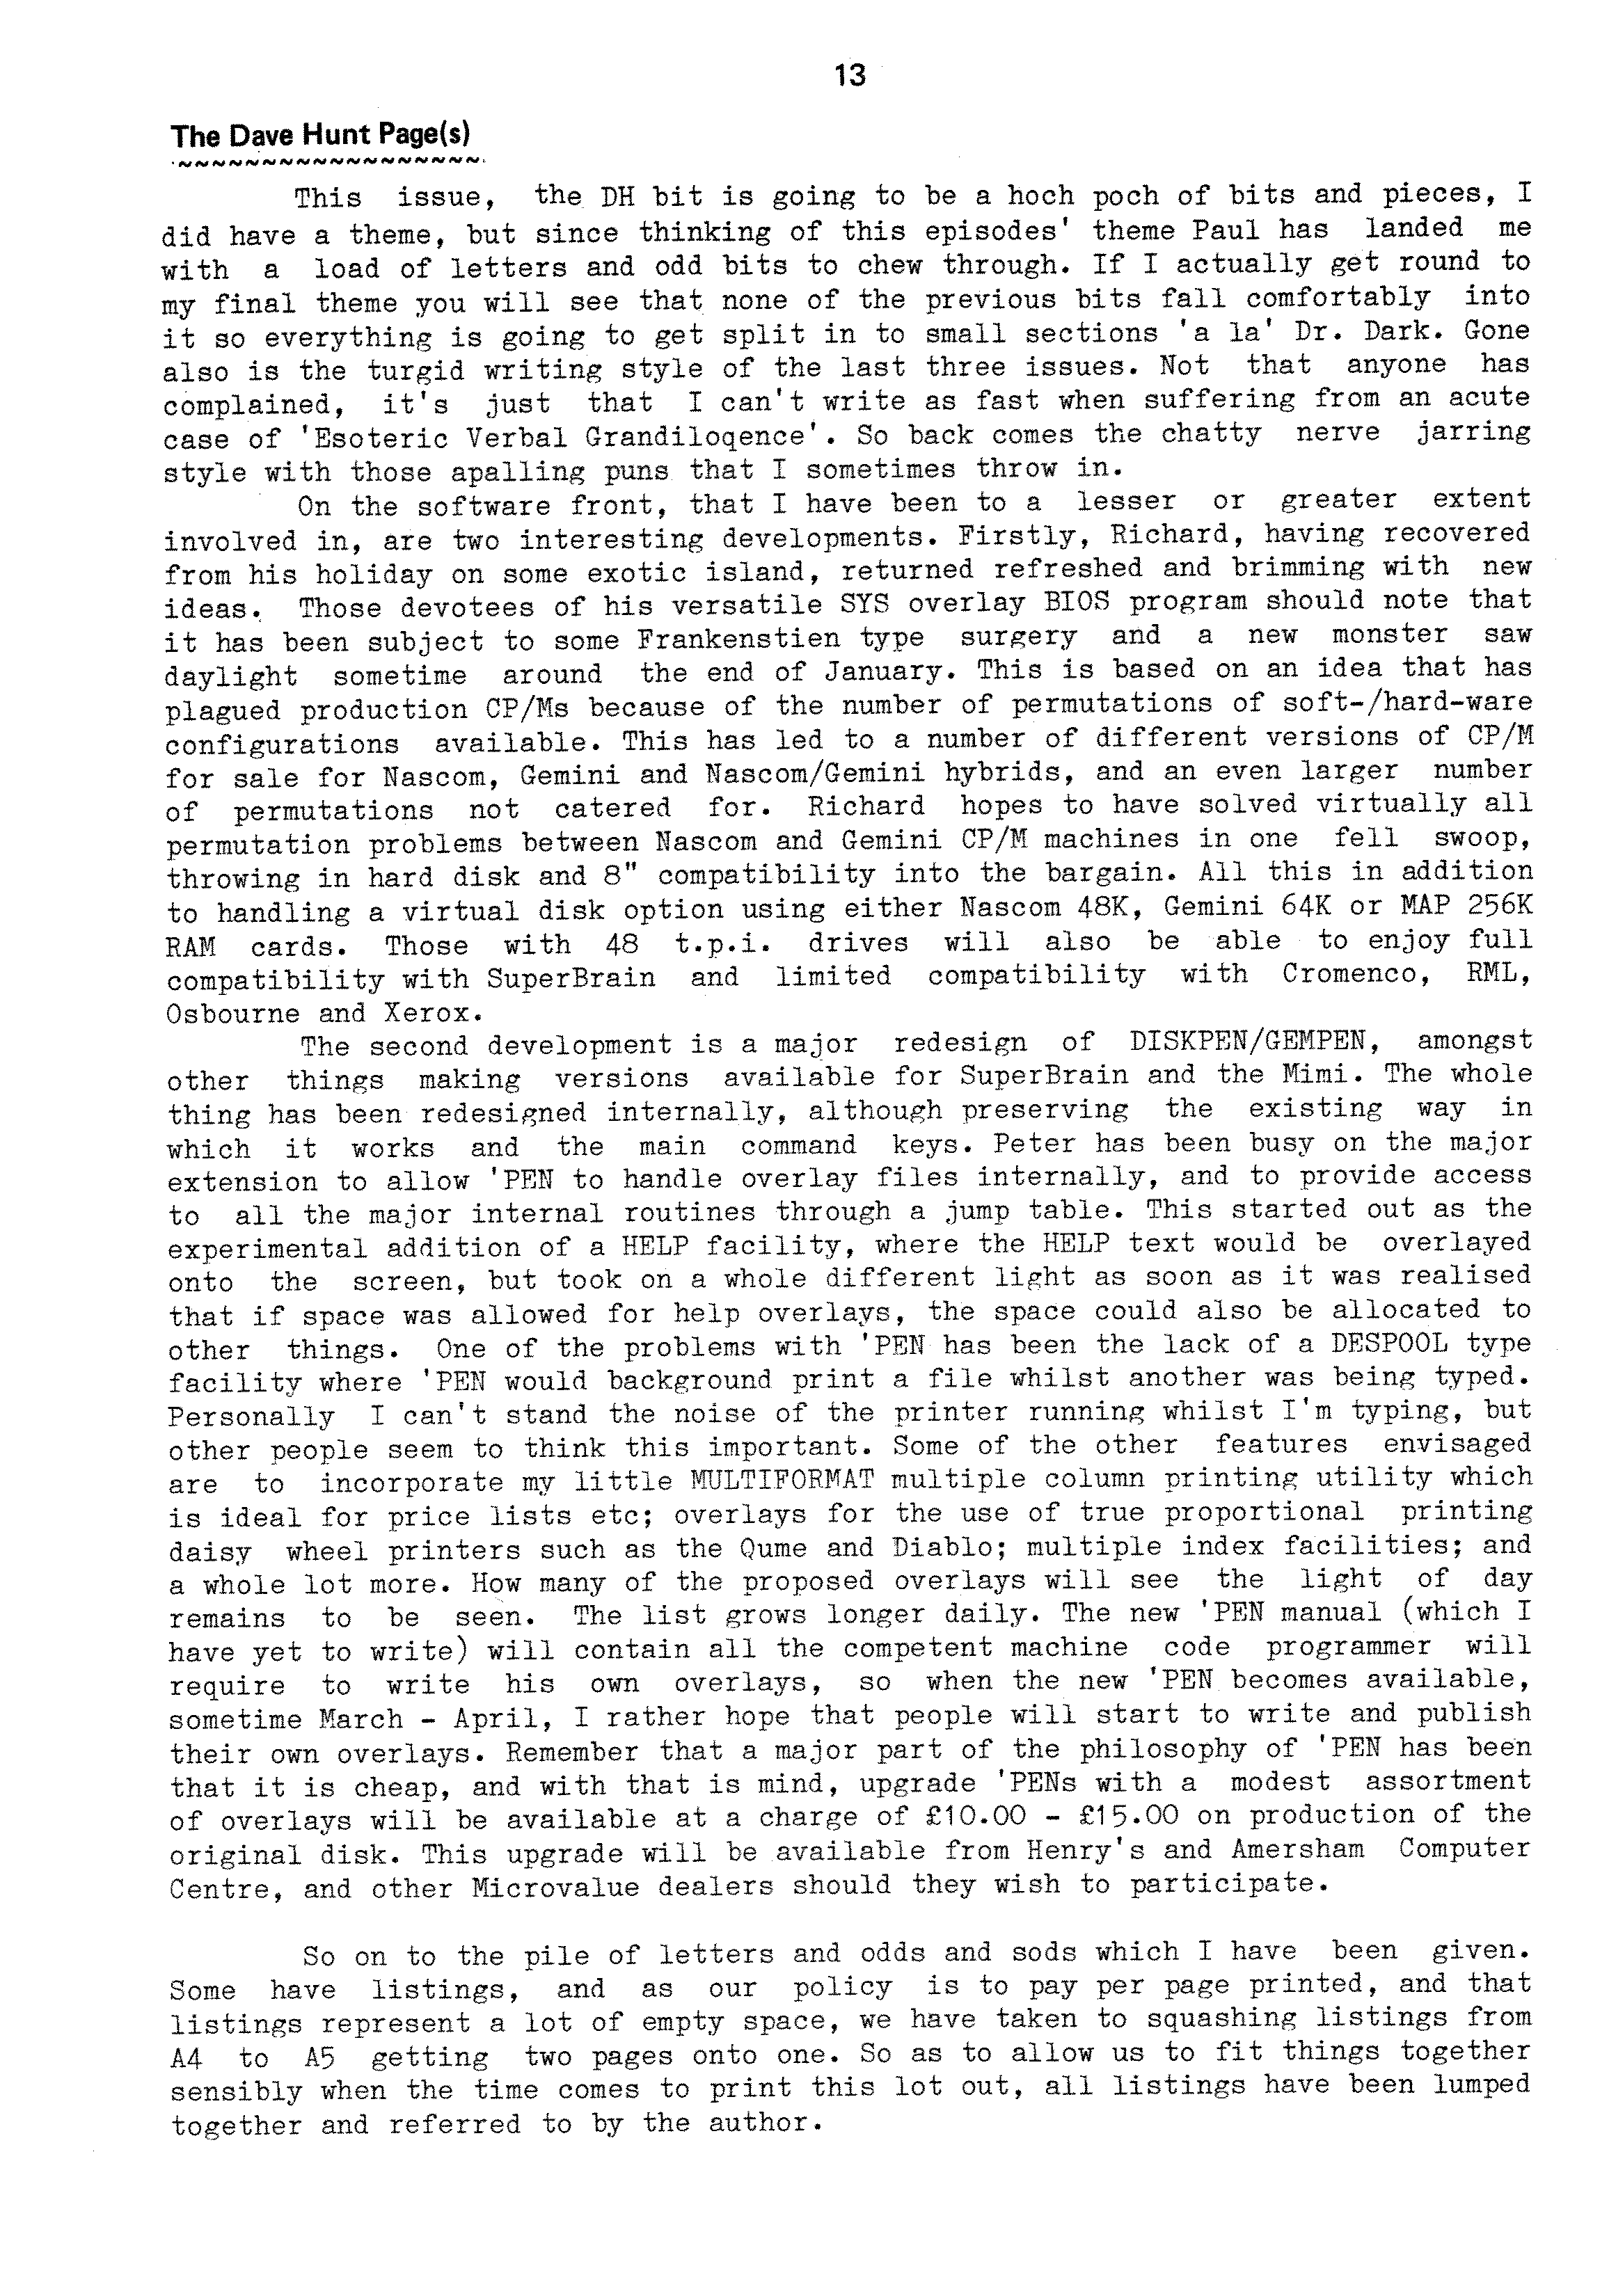 13
The Dave Hunt Page(s)
~~~~~~~~~~~~~~~~~~~
This issue, the DH bit is going to be a hoch poch of bits and pieces, I
did have a theme, but since thinking of this episodes' theme Paul has landed me
with a load of letters and odd bits to chew through. If I actually get round to
my final theme you will see that none of the previous bits fall comfortably into
it so everything is going to get split in to small sections 'a la' Dr. Dark. Gone
also is the turgid writing style of the last three issues. Not that anyone has
complained, it's just that I can't write as fast when suffering from an acute
case of 'Esoteric Verbal Grandiloqence'. So back comes the chatty nerve jarring
style with those apalling puns that I sometimes throw in.
On the software front, that I have been to a lesser or greater extent
involved in, are two interesting developments. Firstly, Richard, having recovered
from his holiday on some exotic island, returned refreshed and brimming with new
ideas. Those devotees of his versatile SYS overlay BIOS program should note that
it has been subject to some Frankenstien type surgery and a new monster saw
daylight sometime around the end of January. This is based on an idea that has
plagued production CP/Ms because of the number of permutations of soft-/hard-ware
configurations available. This has led to a number of different versions of CP/M
for sale for Nascom, Gemini and Nascom/Gemini hybrids, and an even larger number
of permutations not catered for. Richard hopes to have solved virtually all
permutation problems between Nascom and Gemini CP/M machines in one fell swoop,
throwing in hard disk and 8" compatibility into the bargain. All this in addition
to handling a virtual disk option using either Nascom 48K, Gemini 64K or MAP 256K
RAM cards. Those with 48 t.p.i. drives will also be able to enjoy full
compatibility with SuperBrain and limited compatibility with Cromenco, RML,
Osbourne and Xerox.
The second development is a major redesign of DISKPEN/GEMPEN, amongst
other things making versions available for SuperBrain and the Mimi. The whole
thing has been redesigned internally, although preserving the existing way in
which it works and the main command keys. Peter has been busy on the major
extension to allow 'PEN to handle overlay files internally, and to provide access
to all the major internal routines through a jump table. This started out as the
experimental addition of a HELP facility, where the HELP text would be overlayed
onto the screen, but took on a whole different light as soon as it was realised
that if space was allowed for help overlays, the space could also be allocated to
other things. One of the problems with 'PEN has been the lack of a DESPOOL type
facility where 'PEN would background print a file whilst another was being typed.
Personally I can't stand the noise of the printer running whilst I'm typing, but
other people seem to think this important. Some of the other features envisaged
are to incorporate my little MULTIFORMAT multiple column printing utility which
is ideal for price lists etc; overlays for the use of true proportional printing
daisy wheel printers such as the Qume and Diablo; multiple index facilities; and
a whole lot more. How many of the proposed overlays will see the light of day
remains to be seen. The list grows longer daily. The new 'PEN manual (which I
have yet to write) will contain all the competent machine code programmer will
require to write his own overlays, so when the new 'PEN becomes available,
sometime March - April, I rather hope that people will start to write and publish
their own overlays. Remember that a major part of the philosophy of 'PEN has been
that it is cheap, and with that is mind, upgrade 'PENs with a modest assortment
of overlays will be available at a charge of £10.00 - £15.00 on production of the
original disk. This upgrade will be available from Henry's and Amersham Computer
Centre, and other Microvalue dealers should they wish to participate.
So on to the pile of letters and odds and sods which I have been given.
Some have listings, and as our policy is to pay per page printed, and that
listings represent a lot of empty space, we have taken to squashing listings from
A4 to A5 getting two pages onto one. So as to allow us to fit things together
sensibly when the time comes to print this lot out, all listings have been lumped
together and referred to by the author.